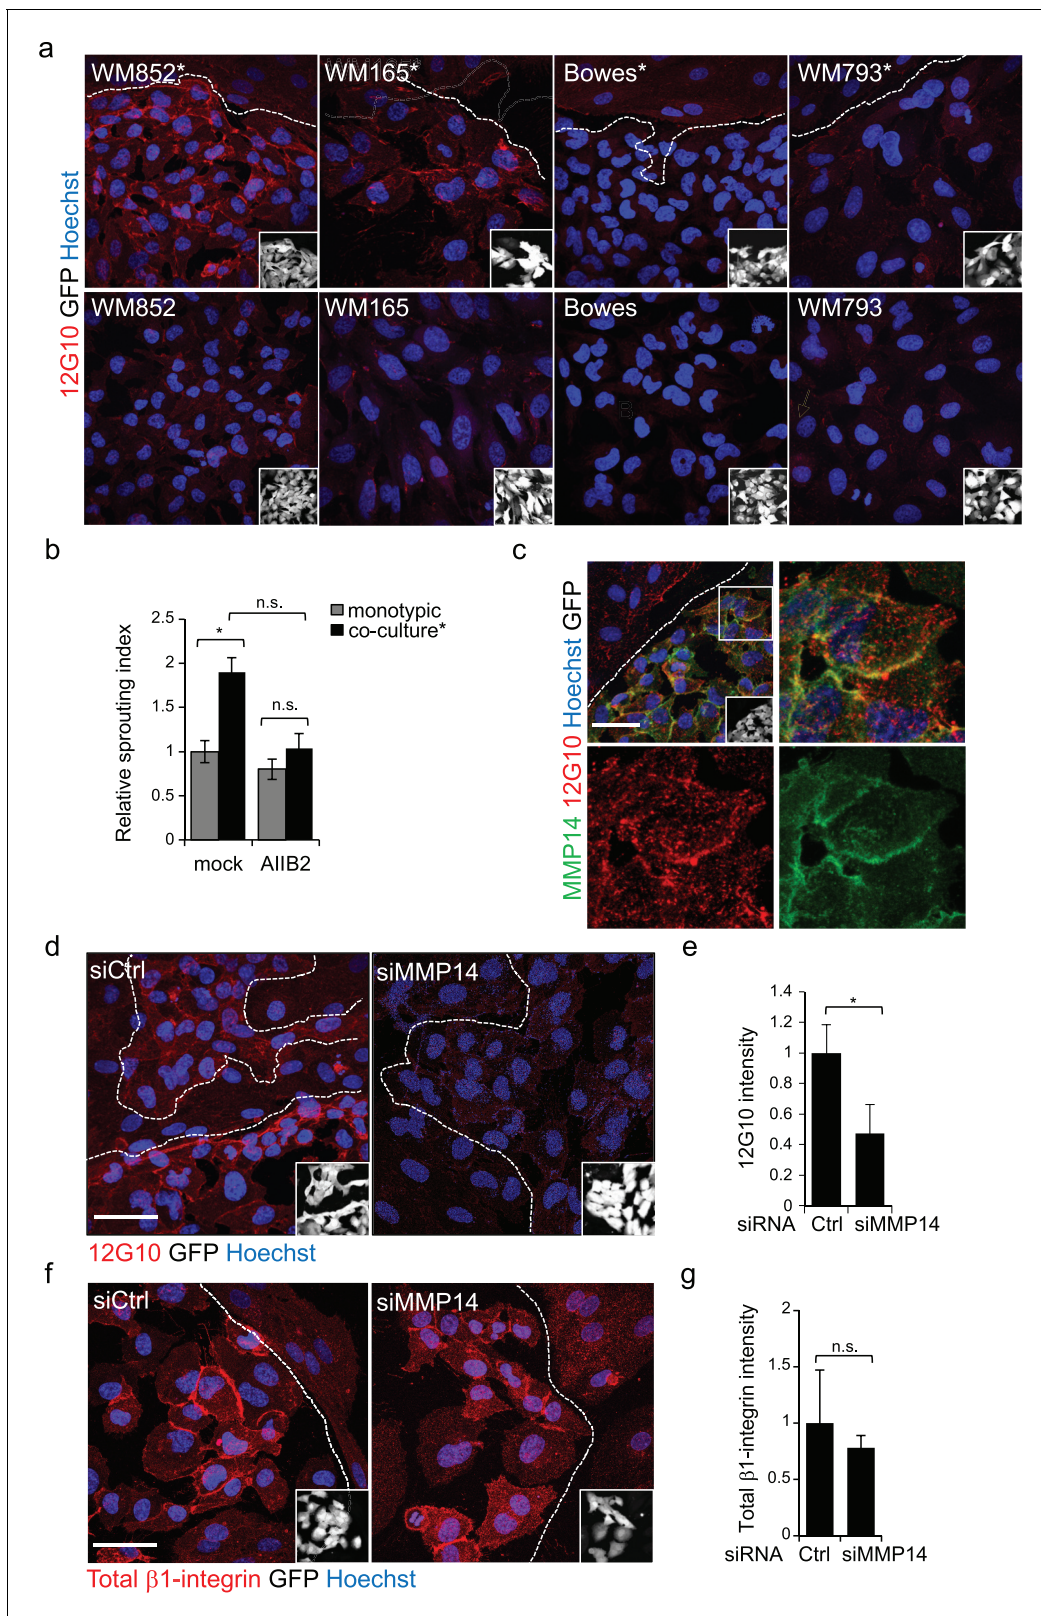 a
WM852* WM165* Bowes* WM793*
12G10 GFP Hoechst
WM852 WM165 Bowes WM793
B
b
Relative sprouting index
2.5
2
1.5
1
0.5
0
n.s.
*
n.s.
monotypic
co-culture*
mock AIIB2
c
MMP14 12G10 Hoechst GFP
d
siCtrl siMMP14
12G10 GFP Hoechst
e
12G10 intensity
1.4
1.2
1
0.8
0.6
0.4
0.2
0
*
siRNA Ctrl siMMP14
f
siCtrl siMMP14
Total β1-integrin GFP Hoechst
g
Total β1-integrin intensity
2
1.5
1
0.5
0
n.s.
siRNA Ctrl siMMP14